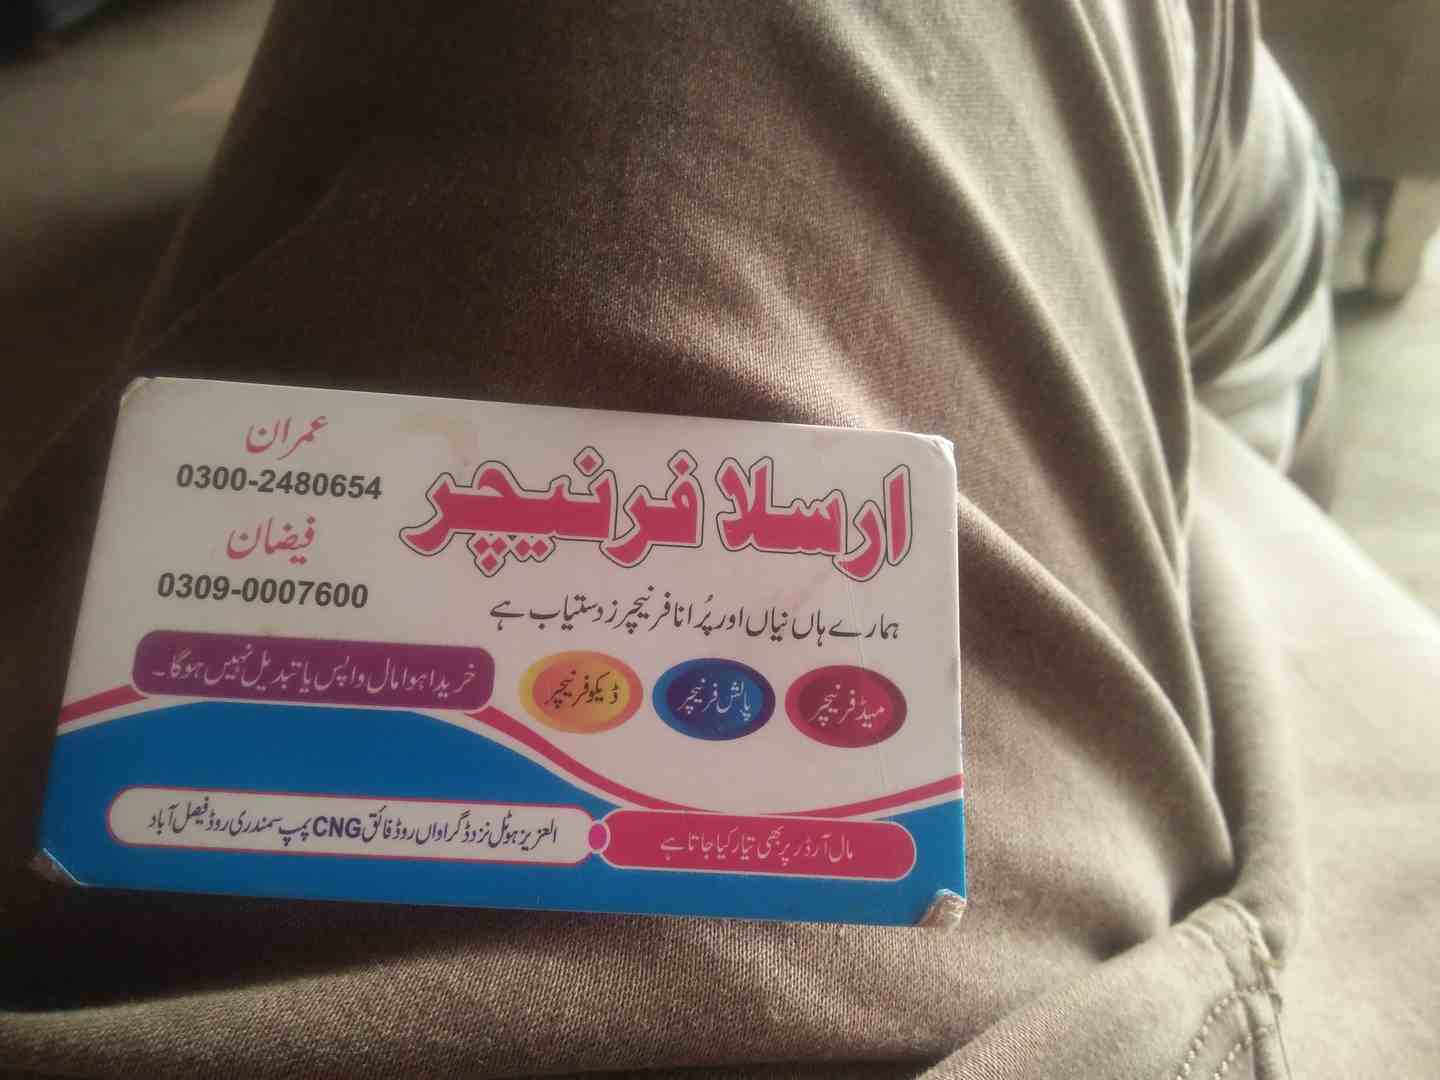 عمران
0300-2480654
فیضان
0309-0007600
ارسلا فرنیچر
ہمارے ہاں نیاں اور پُرانا فرنیچرز دستیاب ہے
میڈ فرنیچر
پالش فرنیچر
ڈیکو فرنیچر
خریدا ہوا مال واپس یا تبدیل نہیں ہوگا۔
مال آرڈر پر بھی تیار کیا جاتا ہے
العزیز ہوٹل نزد ڈگراواں روڈ فائق CNG پمپ سمندری روڈ فیصل آباد